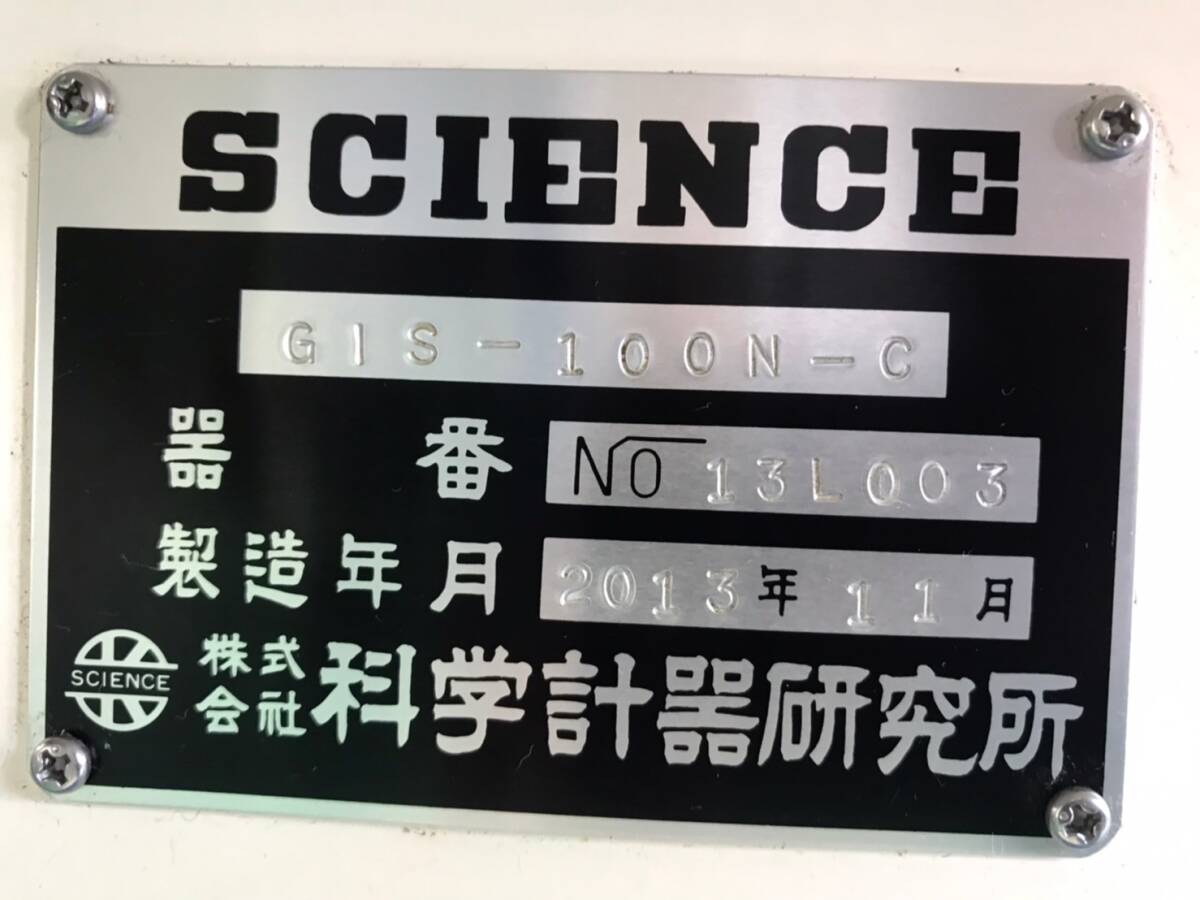 SCIENCE
GIS-100N-C
器番 No 13L003
製造年月 2013年 11月
SCIENCE 株式会社 科学計器研究所